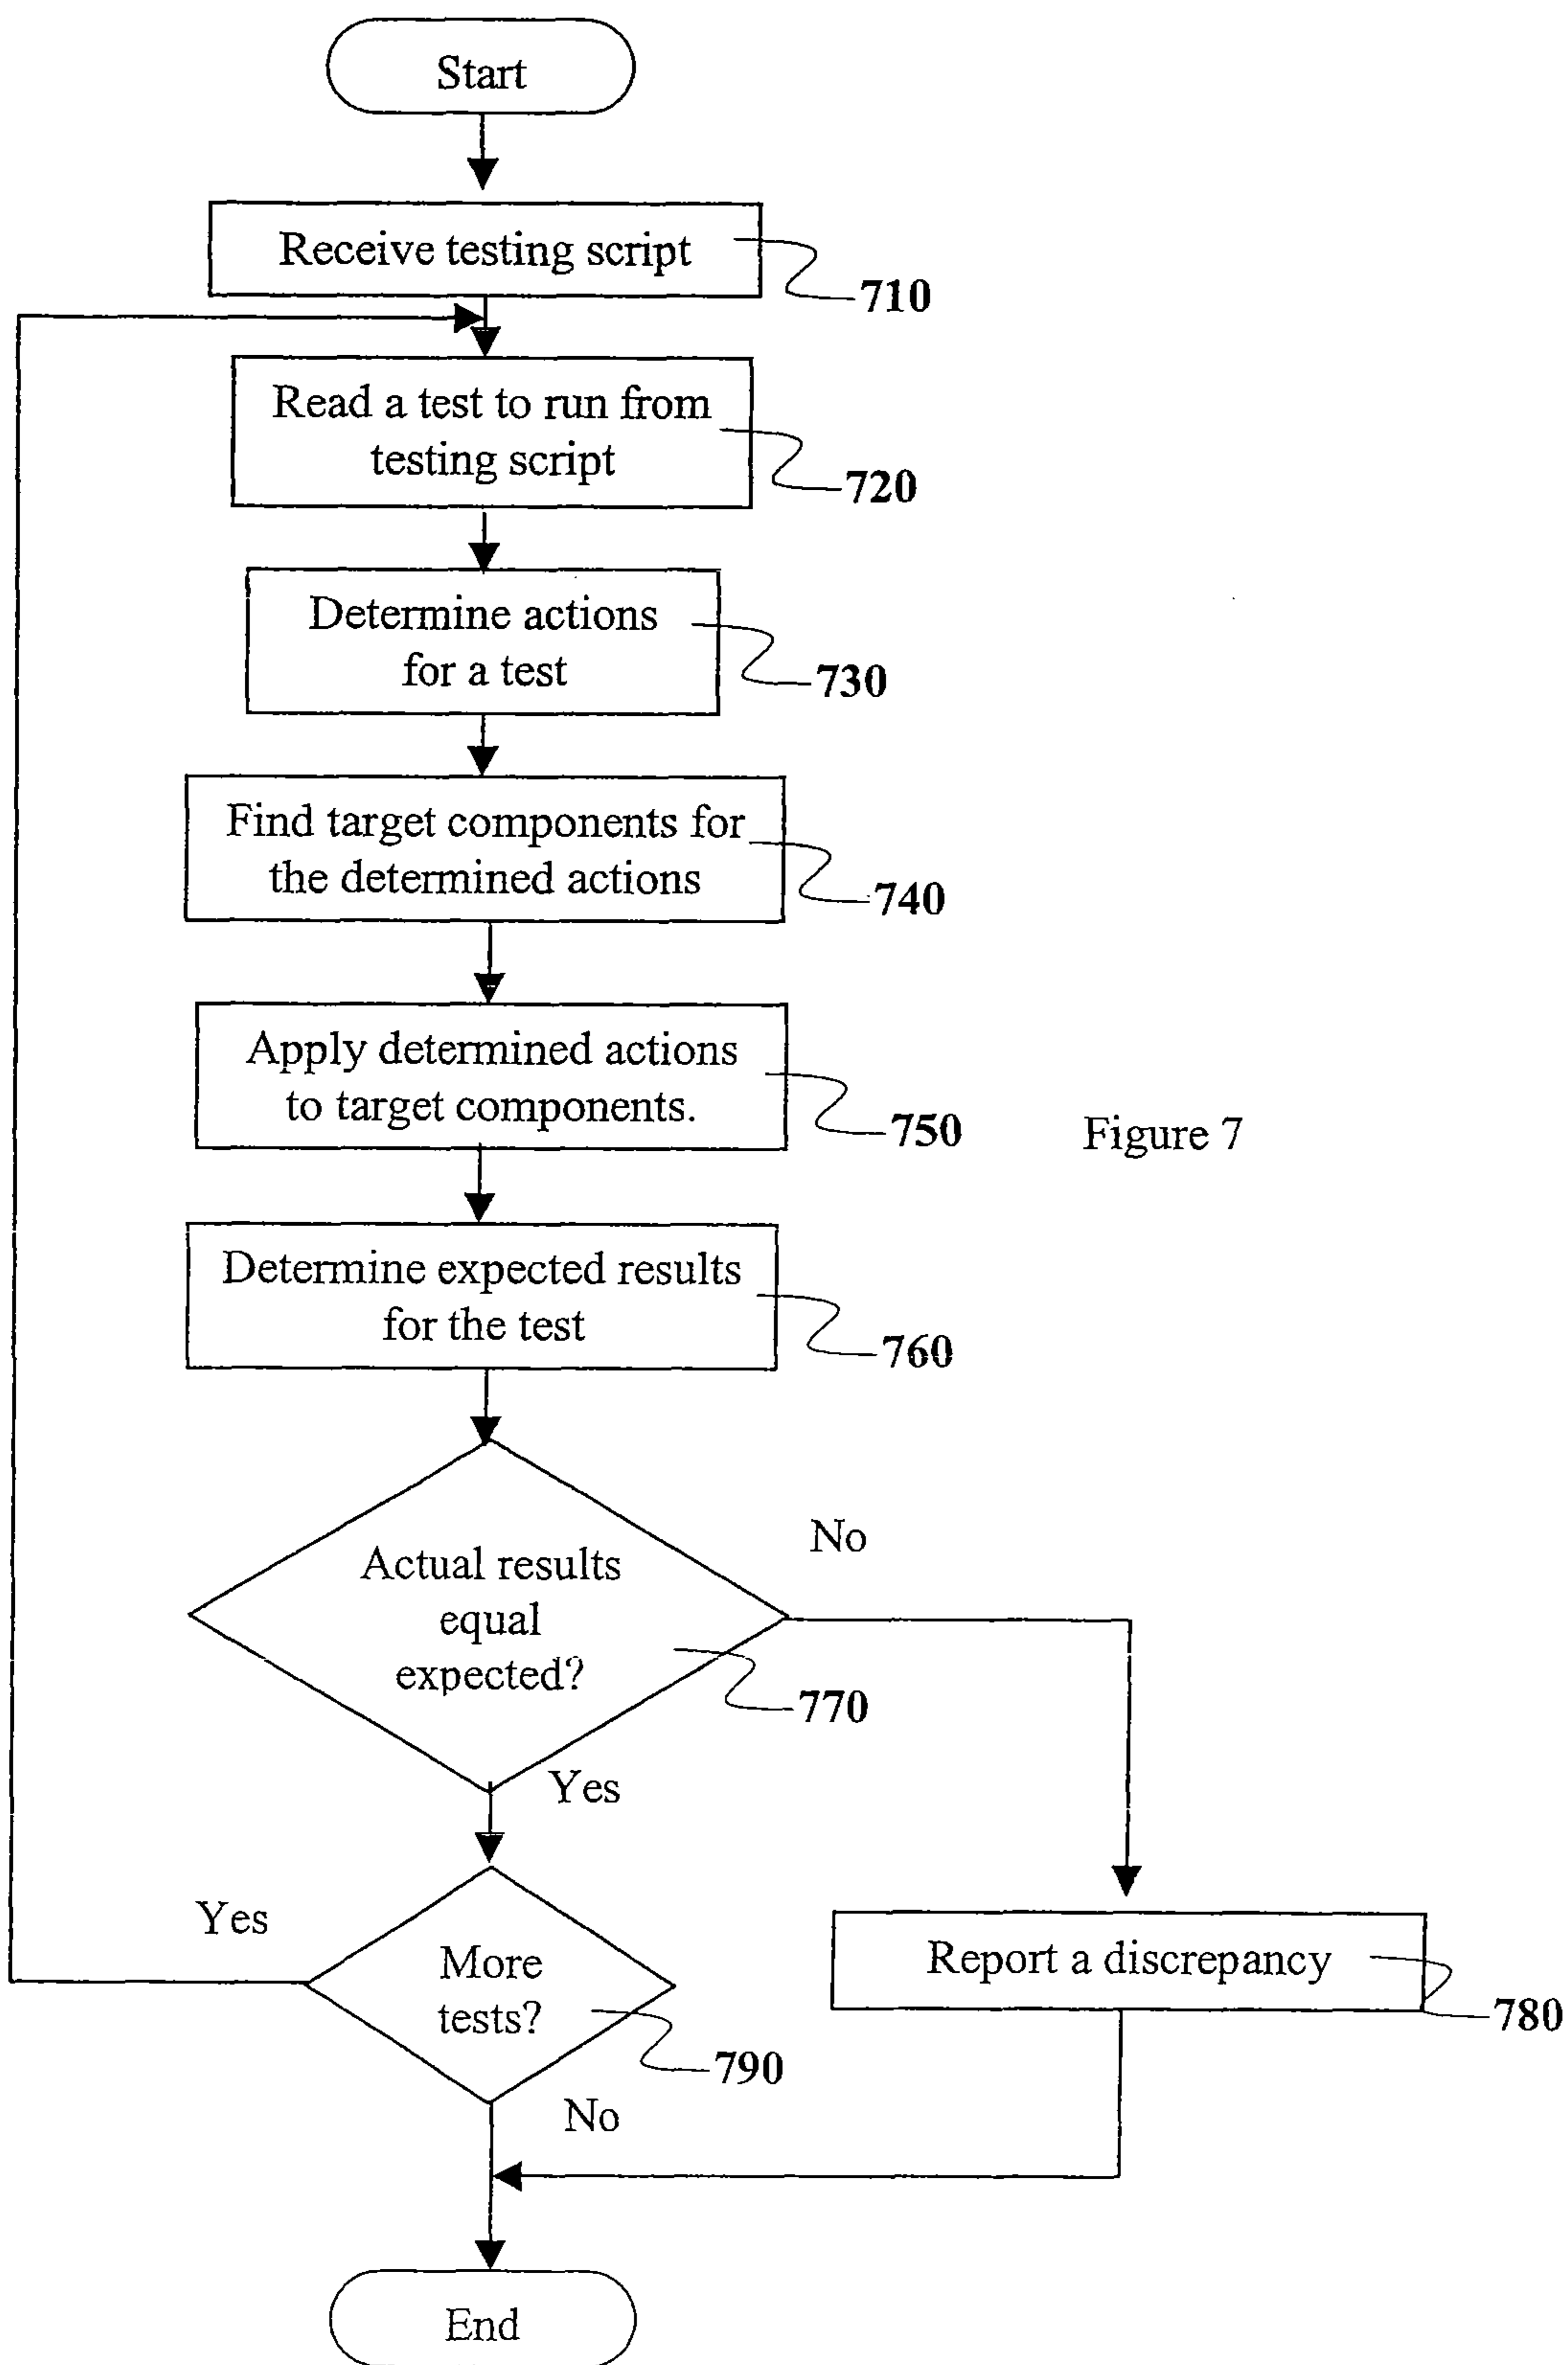 Start
Receive testing script
710
Read a test to run from
testing script
720
Determine actions
for a test
730
Find target components for
the determined actions
740
Apply determined actions
to target components.
750
Figure 7
Determine expected results
for the test
760
No
Actual results
equal
expected?
770
Yes
Yes
More
tests?
790
No
Report a discrepancy
780
End